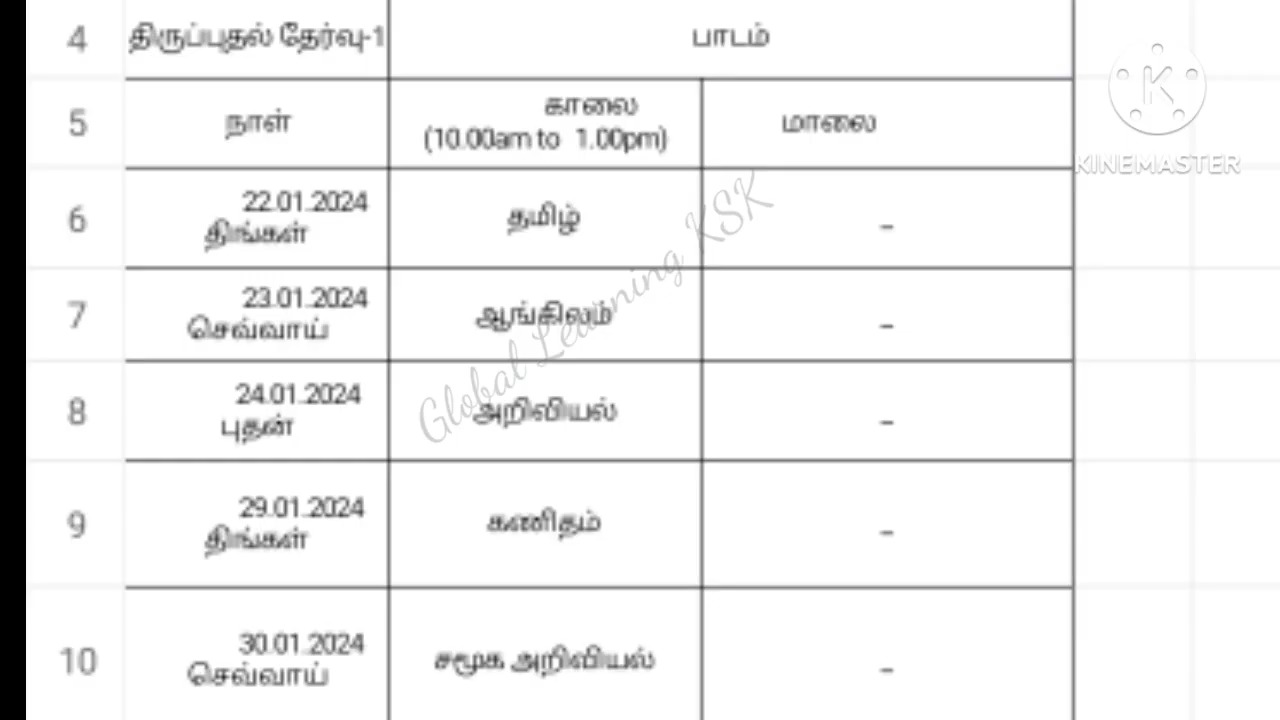 4 திருப்புதல் தேர்வு-1 பாடம்
5 நாள் காலை (10.00am to 1.00pm) மாலை
KINEMASTER
6 22.01.2024 திங்கள் தமிழ் -
7 23.01.2024 செவ்வாய் ஆங்கிலம் -
8 24.01.2024 புதன் அறிவியல் -
9 29.01.2024 திங்கள் கணிதம் -
10 30.01.2024 செவ்வாய் சமூக அறிவியல் -
Global Learning KSK